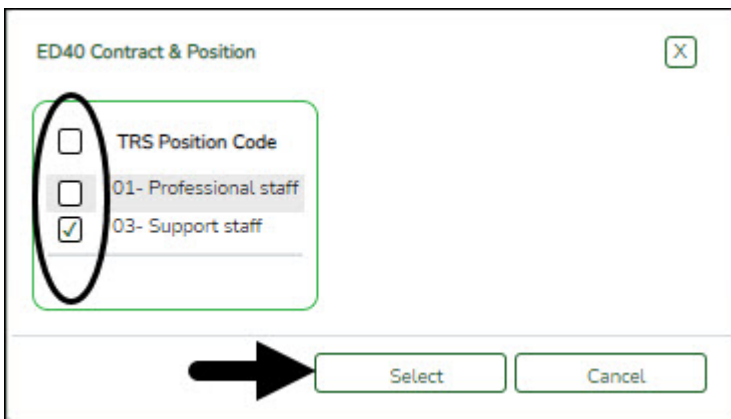 ED40 Contract & Position
X
TRS Position Code
01- Professional staff
03- Support staff
Select
Cancel